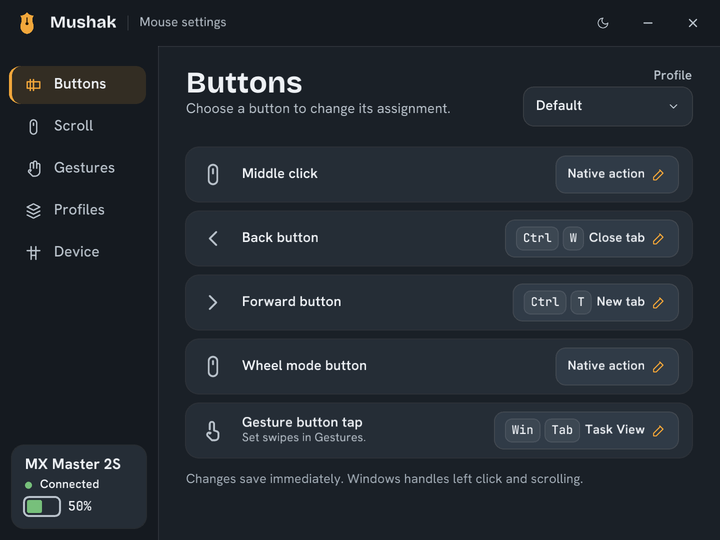 Mushak
Mouse settings
Buttons
Scroll
Gestures
Profiles
Device
MX Master 2S
Connected
50%
Buttons
Choose a button to change its assignment.
Profile
Default
Middle click
Native action
Back button
Ctrl W Close tab
Forward button
Ctrl T New tab
Wheel mode button
Native action
Gesture button tap
Set swipes in Gestures.
Win Tab Task View
Changes save immediately. Windows handles left click and scrolling.